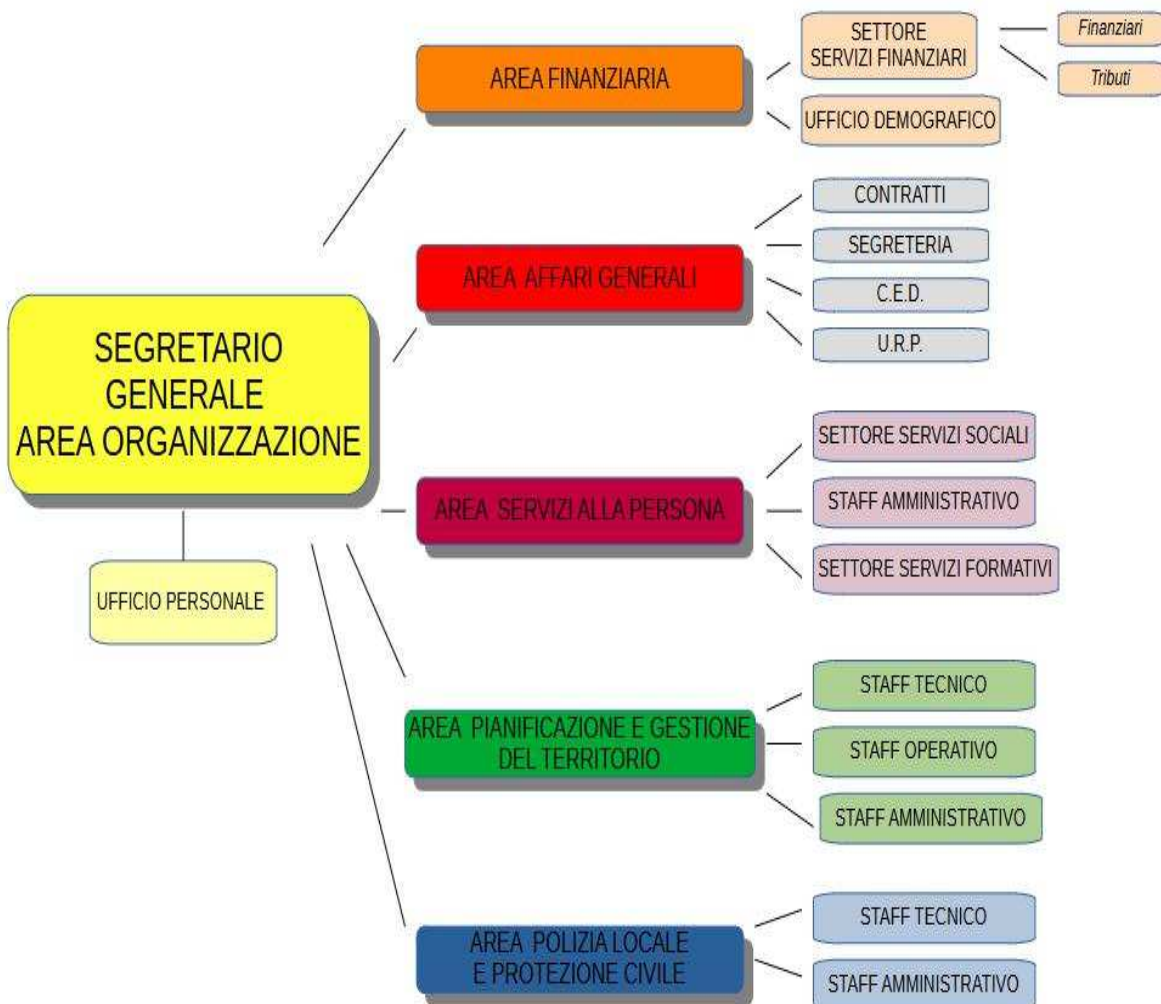 SEGRETARIO
GENERALE
AREA ORGANIZZAZIONE
UFFICIO PERSONALE
AREA FINANZIARIA
SETTORE
SERVIZI FINANZIARI
Finanziari
Tributi
UFFICIO DEMOGRAFICO
AREA AFFARI GENERALI
CONTRATTI
SEGRETERIA
C.E.D.
U.R.P.
AREA SERVIZI ALLA PERSONA
SETTORE SERVIZI SOCIALI
STAFF AMMINISTRATIVO
SETTORE SERVIZI FORMATIVI
AREA PIANIFICAZIONE E GESTIONE
DEL TERRITORIO
STAFF TECNICO
STAFF OPERATIVO
STAFF AMMINISTRATIVO
AREA POLIZIA LOCALE
E PROTEZIONE CIVILE
STAFF TECNICO
STAFF AMMINISTRATIVO